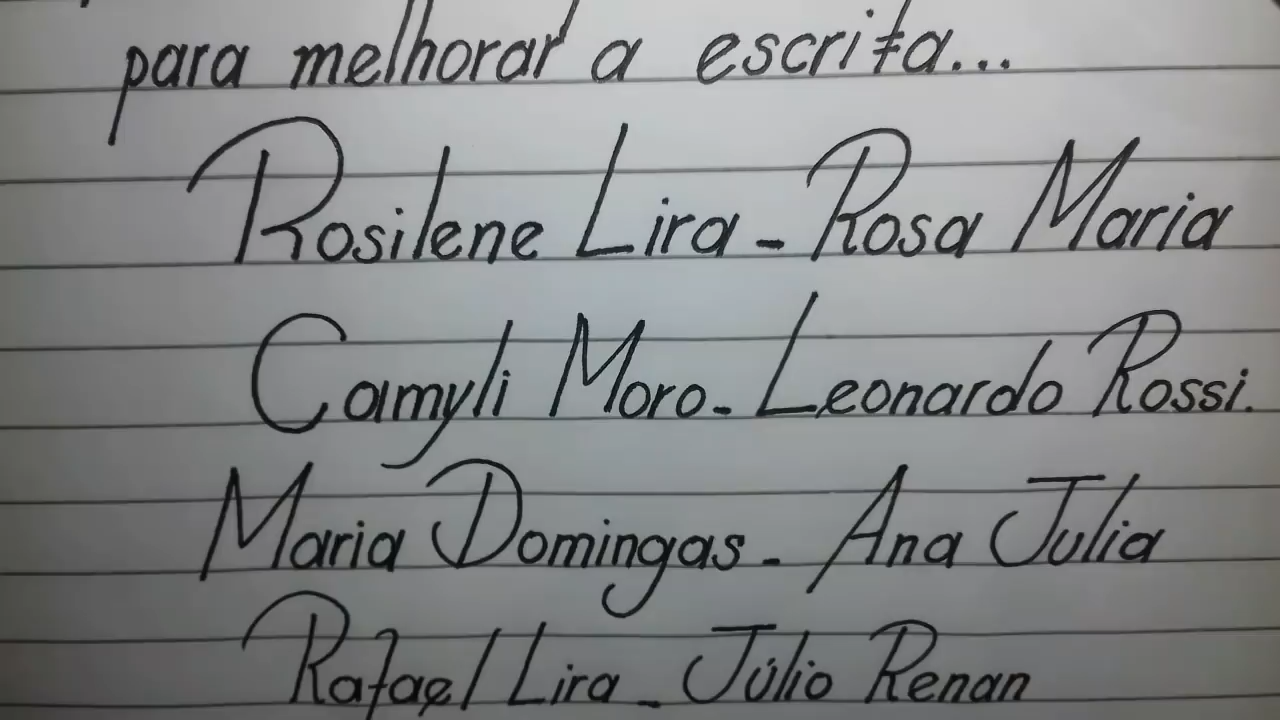 para melhorar a escrita...
Rosilene Lira - Rosa Maria
Camyli Moro - Leonardo Rossi.
Maria Domingas - Ana Julia
Rafael Lira - Júlio Renan